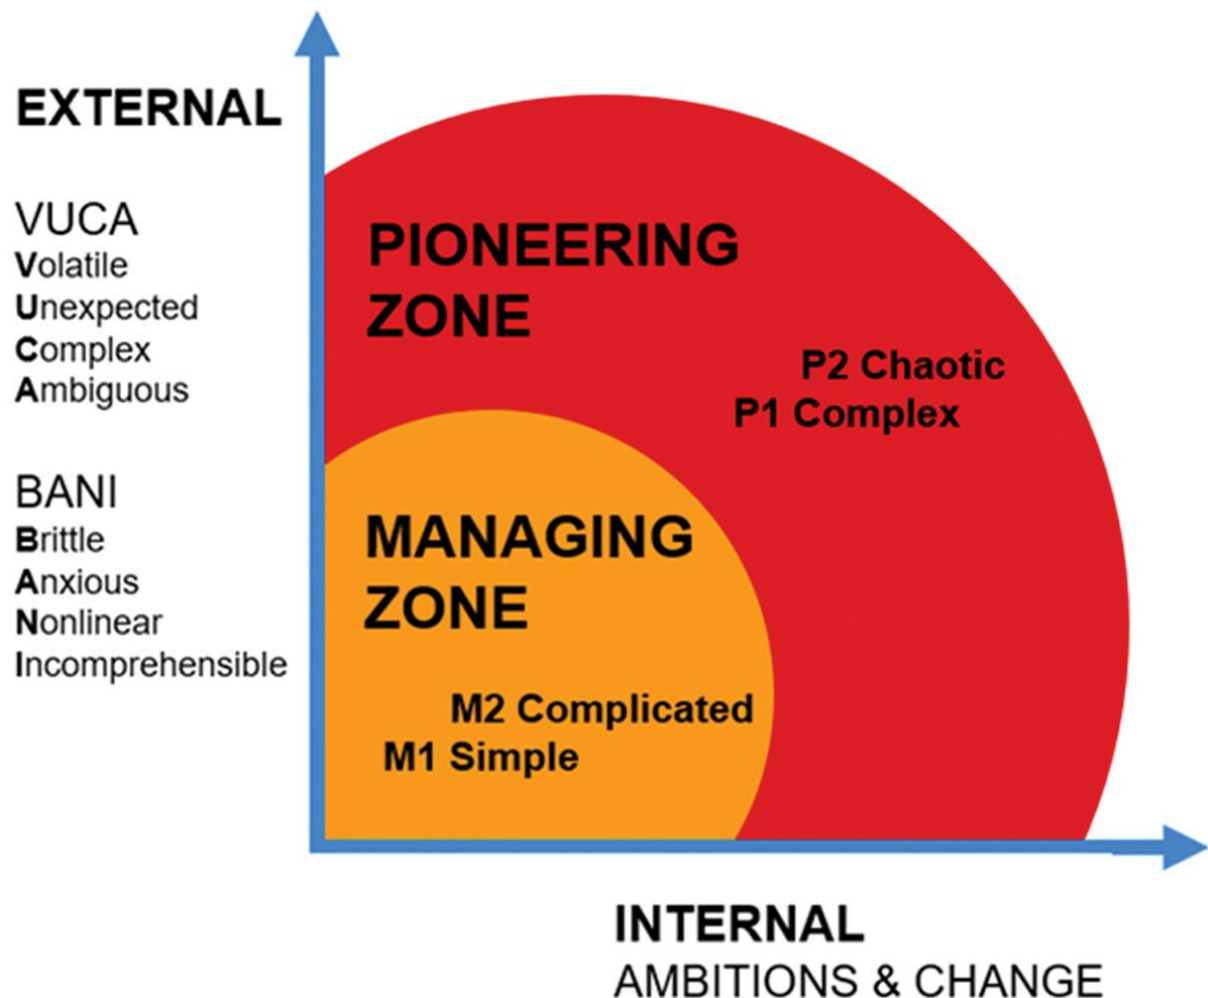 EXTERNAL
VUCA
Volatile
Unexpected
Complex
Ambiguous
BANI
Brittle
Anxious
Nonlinear
Incomprehensible
PIONEERING
ZONE
P2 Chaotic
P1 Complex
MANAGING
ZONE
M2 Complicated
M1 Simple
INTERNAL
AMBITIONS & CHANGE